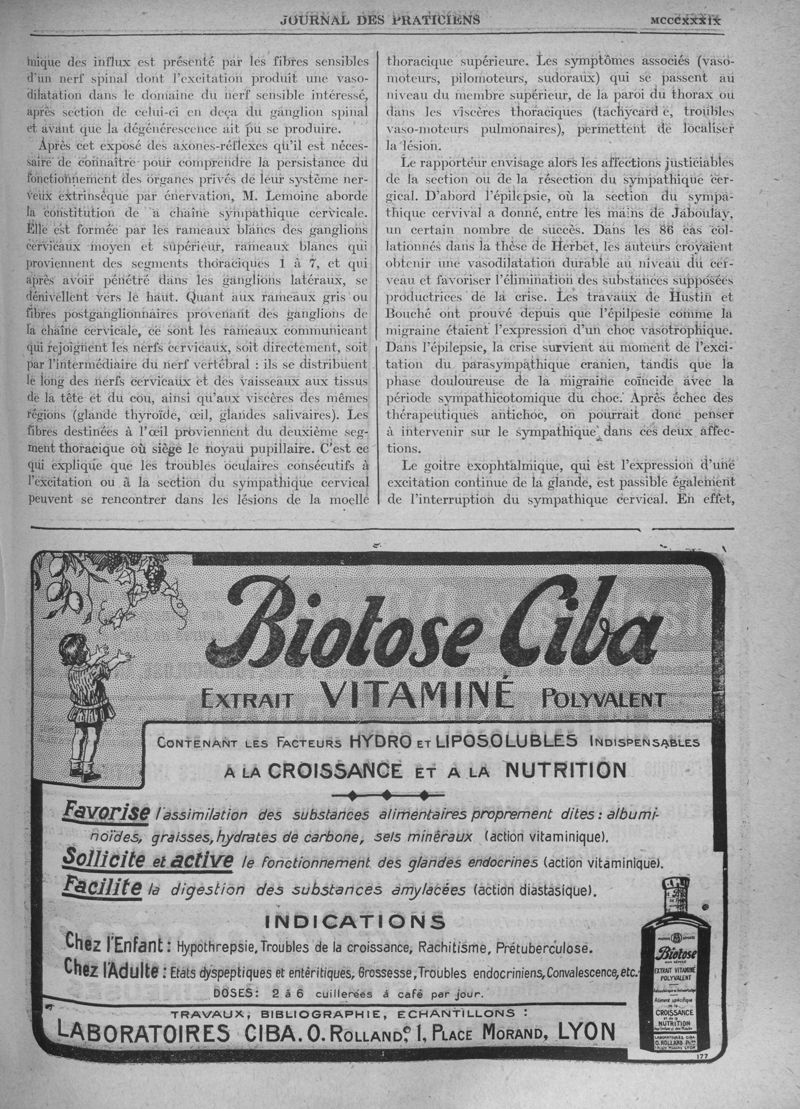 JOURNAL DES PRATICIENS
MCCCXXXIX
mique des influx est présenté par les fibres sensibles
d'un nerf spinal dont l'excitation produit une vaso-
dilatation dans le domaine du nerf sensible intéressé,
après section de celui-ci en deça du ganglion spinal
et avant que la dégénérescence ait pu se produire.
Après cet exposé des axones-réflexes qu'il est néces-
saire de connaître pour comprendre la persistance du
fonctionnement des organes privés de leur système ner-
veux extrinsèque par énervation, M. Lemoine aborde
la constitution de a chaîne sympathique cervicale.
Elle est formée par les rameaux blancs des ganglions
cervicaux moyen et supérieur, rameaux blancs qui
proviennent des segments thoraciques 1 à 7, et qui
après avoir pénétré dans les ganglions latéraux, se
dénivellent vers le haut. Quant aux rameaux gris ou
fibres postganglionnaires provenant des ganglions de
la chaîne cervicale, ce sont les rameaux communicant
qui rejoignent les nerfs cervicaux, soit directement, soit
par l'intermédiaire du nerf vertébral : ils se distribuent
le long des nerfs cervicaux et des vaisseaux aux tissus
de la tête et du cou, ainsi qu'aux viscères des mêmes
régions (glande thyroïde, œil, glandes salivaires). Les
fibres destinées à l'œil proviennent du deuxième seg-
ment thoracique où siège le noyau pupillaire. C'est ce
qui explique que les troubles oculaires consécutifs à
l'excitation ou à la section du sympathique cervical
peuvent se rencontrer dans les lésions de la moelle
thoracique supérieure. Les symptômes associés (vaso-
moteurs, pilomoteurs, sudoraux) qui se passent au
niveau du membre supérieur, de la paroi du thorax ou
dans les viscères thoraciques (tachycard e, troubles
vaso-moteurs pulmonaires), permettent de localiser
la lésion.
Le rapporteur envisage alors les affections justiciables
de la section ou de la résection du sympathique cer-
gical. D'abord l'épilepsie, où la section du sympa-
thique cervival a donné, entre les mains de Jaboulay,
un certain nombre de succès. Dans les 86 cas col-
lationnés dans la thèse de Herbet, les auteurs croyaient
obtenir une vasodilatation durable au niveau du cer-
veau et favoriser l'élimination des substances supposées
productrices de la crise. Les travaux de Hustin et
Bouché ont prouvé depuis que l'épilpesie comme la
migraine étaient l'expression d'un choc vasotrophique.
Dans l'épilepsie, la crise survient au moment de l'exci-
tation du parasympathique cranien, tandis que la
phase douloureuse de la migraine coïncide avec la
période sympathicotomique du choc. Après échec des
thérapeutiques antichoc, on pourrait donc penser
à intervenir sur le sympathique dans ces deux affec-
tions.
Le goitre exophtalmique, qui est l'expression d'une
excitation continue de la glande, est passible également
de l'interruption du sympathique cervical. En effet,
Biotose Ciba
EXTRAIT VITAMINÉ POLYVALENT
CONTENANT LES FACTEURS HYDRO ET LIPOSOLUBLES INDISPENSABLES
A LA CROISSANCE ET A LA NUTRITION
Favorise l'assimilation des substances alimentaires proprement dites : albumi-
noïdes, graisses, hydrates de carbone, sels minéraux (action vitaminique).
Sollicite et active le fonctionnement des glandes endocrines (action vitaminique).
Facilite la digestion des substances amylacées (action diastasique).
INDICATIONS
Chez l'Enfant : Hypothrepsie, Troubles de la croissance, Rachitisme, Prétuberculose.
Chez l'Adulte : Etats dyspeptiques et entéritiques, Grossesse, Troubles endocriniens, Convalescence, etc.
DOSES : 2 à 6 cuillerées à café par jour.
TRAVAUX, BIBLIOGRAPHIE, ECHANTILLONS :
LABORATOIRES CIBA. O. ROLLAND, 1, PLACE MORAND, LYON
Biotose
EXTRAIT VITAMINÉ
POLYVALENT
CROISSANCE
et de la
NUTRITION
LABORATOIRES CIBA
O. ROLLAND
177